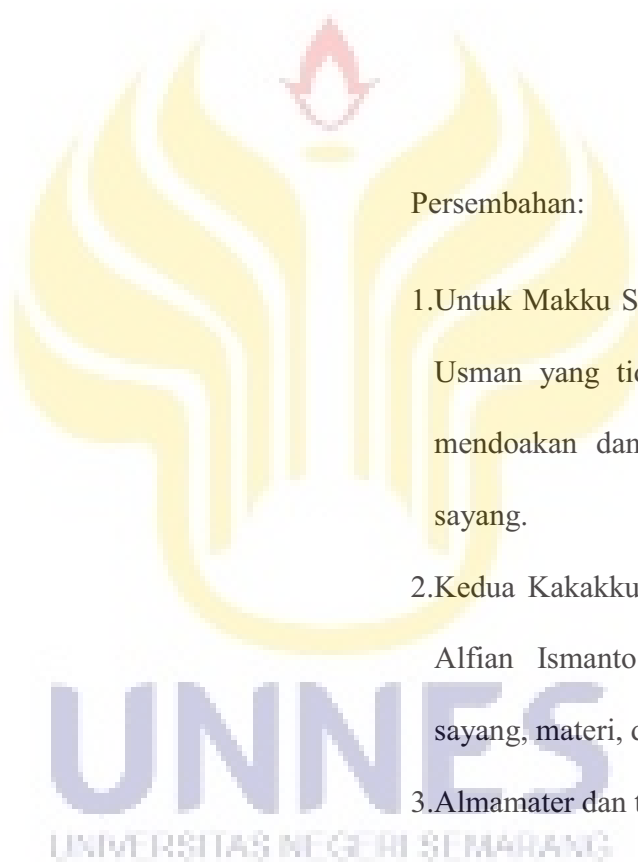 Persembahan:
1.Untuk Makku S
Usman yang
mendoakan dan
sayang.
2.Kedua Kakakku
Alfian Ismanto
sayang, materi,
3.Almamater dan
UNNES
UNIVERSITAS NEGERI SEMARANG